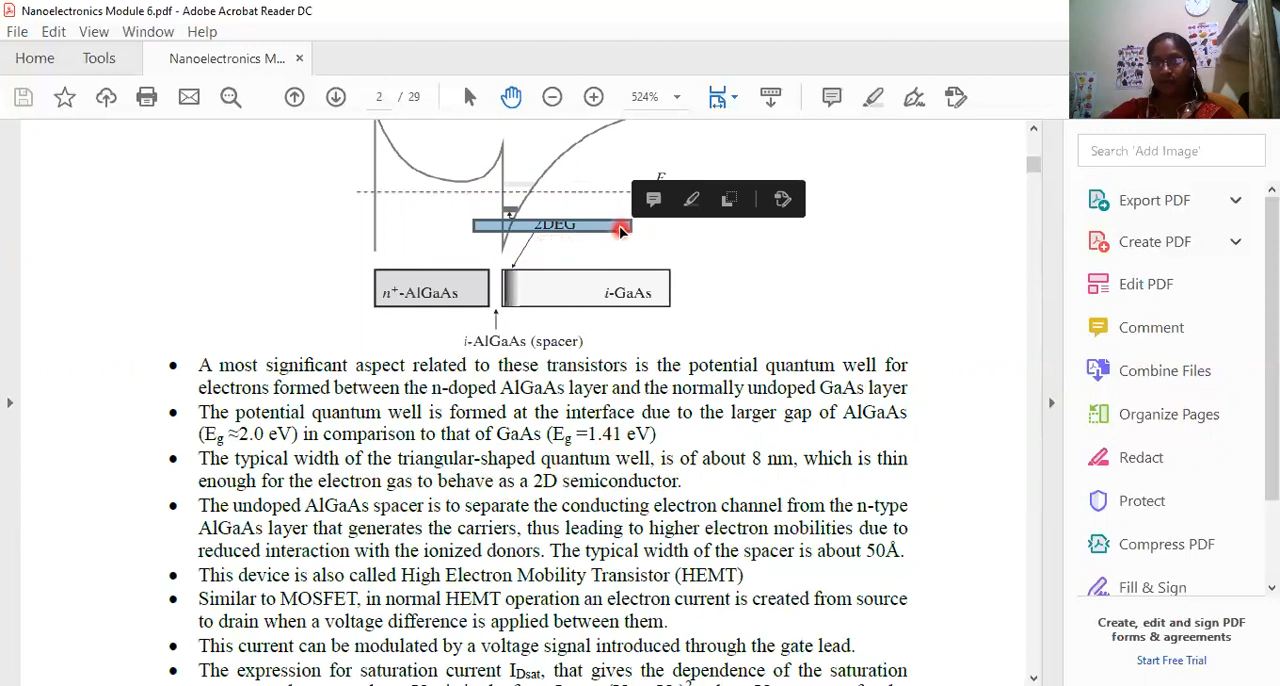 Nanoelectronics Module 6.pdf - Adobe Acrobat Reader DC
File Edit View Window Help
Home Tools Nanoelectronics M... ×
2 / 29 524%
E
2DEG
n⁺-AlGaAs i-GaAs
i-AlGaAs (spacer)
• A most significant aspect related to these transistors is the potential quantum well for
electrons formed between the n-doped AlGaAs layer and the normally undoped GaAs layer
• The potential quantum well is formed at the interface due to the larger gap of AlGaAs
(Eg ≈2.0 eV) in comparison to that of GaAs (Eg =1.41 eV)
• The typical width of the triangular-shaped quantum well, is of about 8 nm, which is thin
enough for the electron gas to behave as a 2D semiconductor.
• The undoped AlGaAs spacer is to separate the conducting electron channel from the n-type
AlGaAs layer that generates the carriers, thus leading to higher electron mobilities due to
reduced interaction with the ionized donors. The typical width of the spacer is about 50Å.
• This device is also called High Electron Mobility Transistor (HEMT)
• Similar to MOSFET, in normal HEMT operation an electron current is created from source
to drain when a voltage difference is applied between them.
• This current can be modulated by a voltage signal introduced through the gate lead.
• The expression for saturation current IDsat, that gives the dependence of the saturation
Search 'Add Image'
Export PDF
Create PDF
Edit PDF
Comment
Combine Files
Organize Pages
Redact
Protect
Compress PDF
Fill & Sign
Create, edit and sign PDF
forms & agreements
Start Free Trial